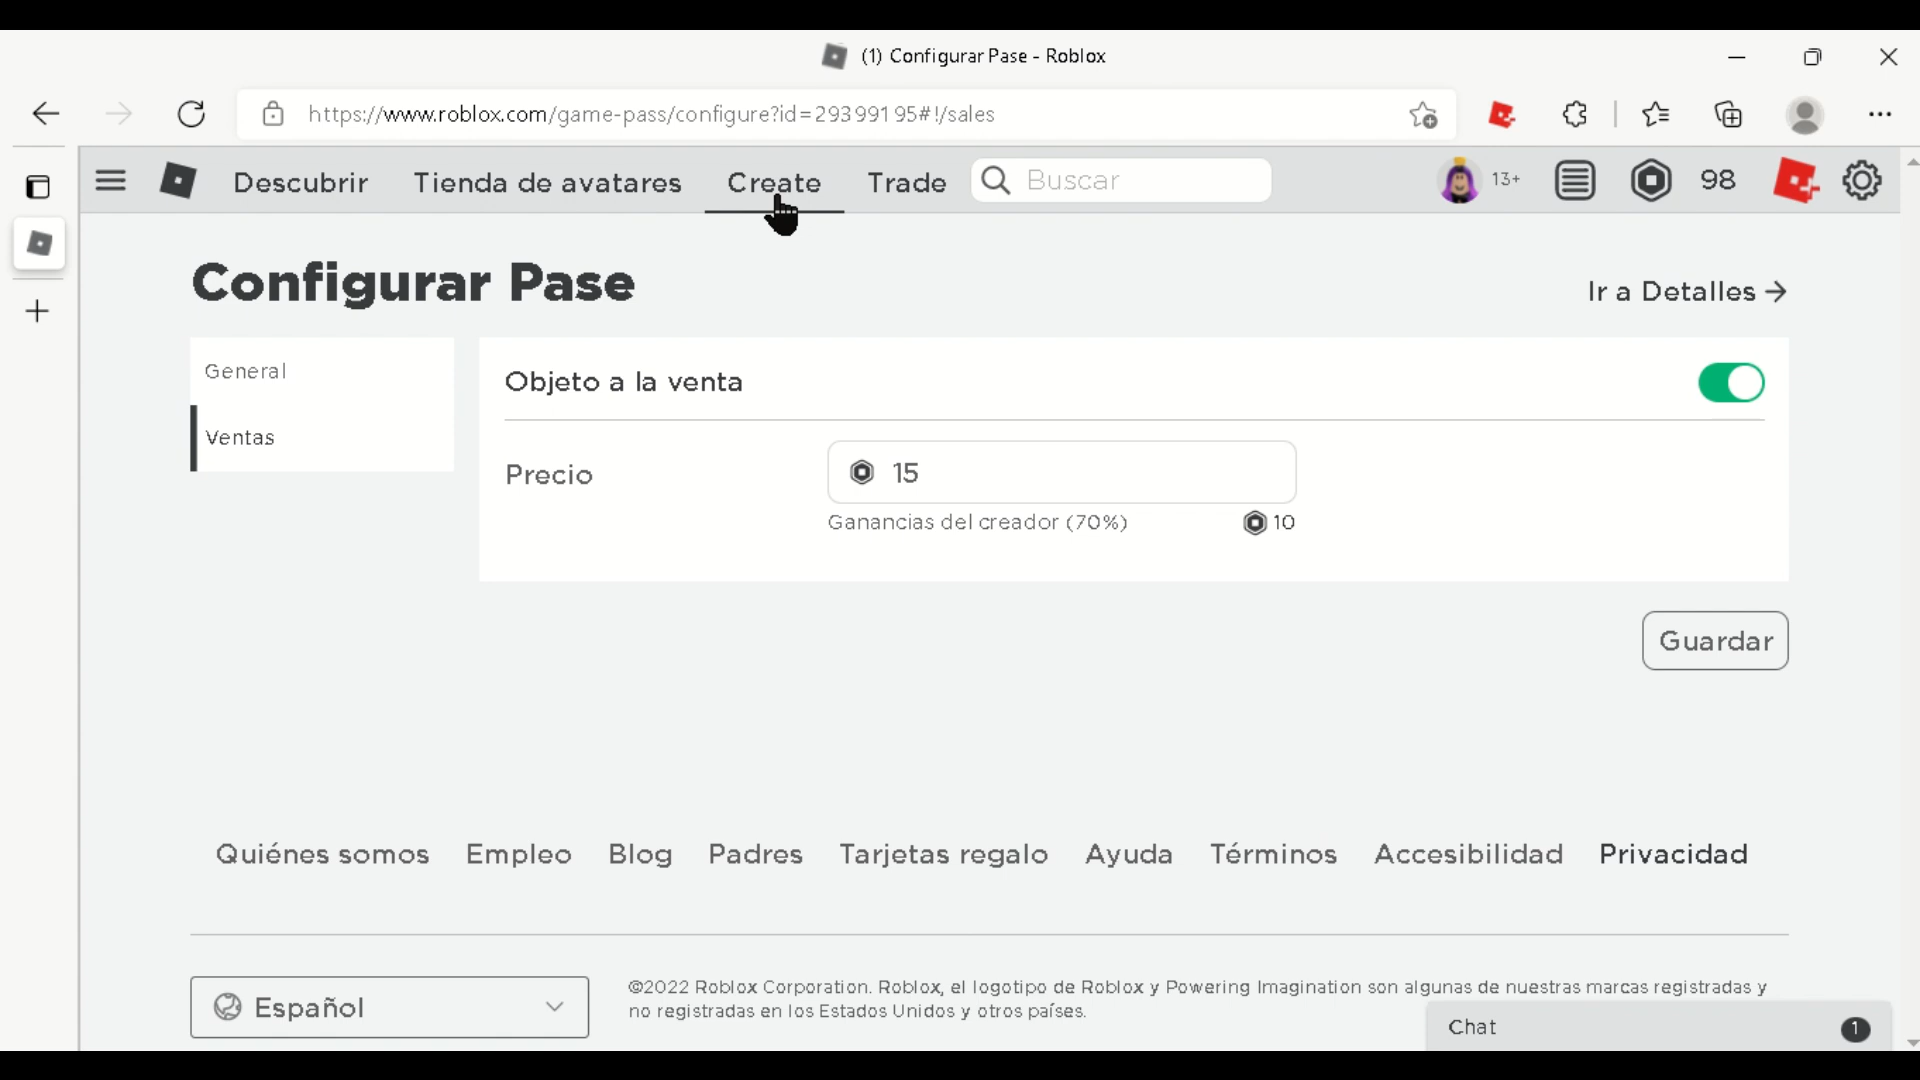 (1) Configurar Pase - Roblox
https://www.roblox.com/game-pass/configure?id=29399195#!/sales
Descubrir Tienda de avatares Create Trade Buscar 13+ 98
Configurar Pase
Ir a Detalles
General
Objeto a la venta
Ventas
Precio 15
Ganancias del creador (70%) 10
Guardar
Quiénes somos Empleo Blog Padres Tarjetas regalo Ayuda Términos Accesibilidad Privacidad
Español
©2022 Roblox Corporation. Roblox, el logotipo de Roblox y Powering Imagination son algunas de nuestras marcas registradas y
no registradas en los Estados Unidos y otros países.
Chat 1